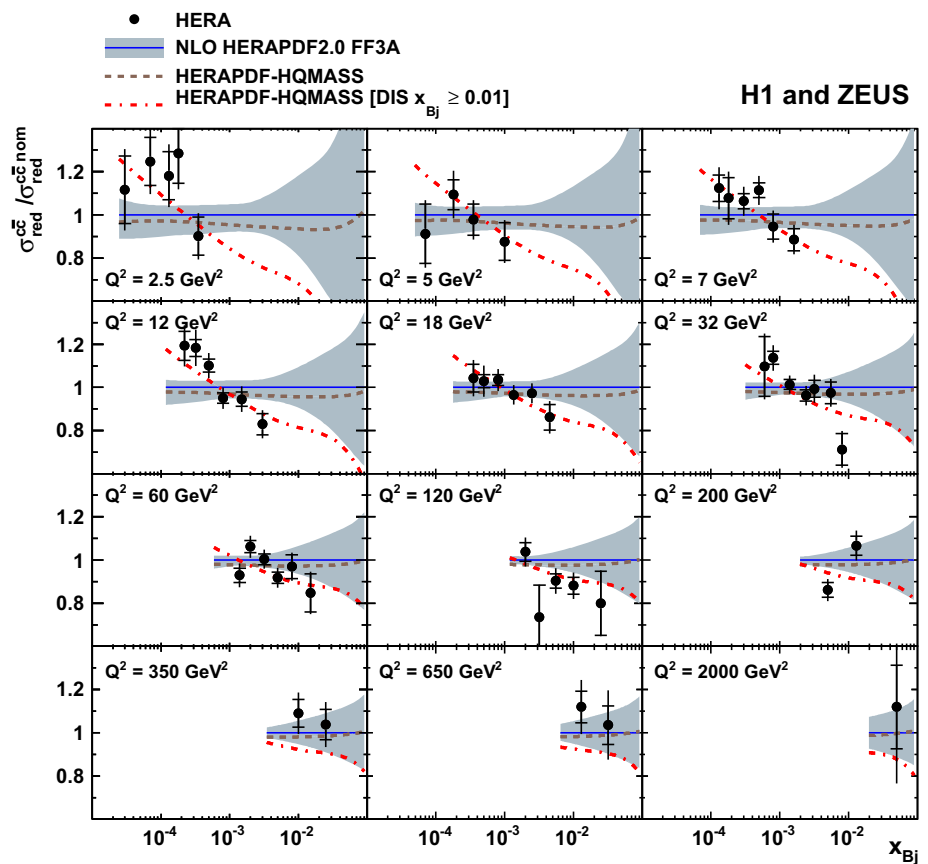 HERA
NLO HERAPDF2.0 FF3A
HERAPDF-HQMASS
HERAPDF-HQMASS [DIS x_Bj ≥ 0.01]
H1 and ZEUS
σ_red^{cc̄} / σ_red^{cc̄ nom}
1.2
1
0.8
Q² = 2.5 GeV²
Q² = 5 GeV²
Q² = 7 GeV²
Q² = 12 GeV²
Q² = 18 GeV²
Q² = 32 GeV²
1.2
1
0.8
Q² = 60 GeV²
Q² = 120 GeV²
Q² = 200 GeV²
1.2
1
0.8
Q² = 350 GeV²
Q² = 650 GeV²
Q² = 2000 GeV²
1.2
1
0.8
10⁻⁴ 10⁻³ 10⁻² 10⁻⁴ 10⁻³ 10⁻² 10⁻⁴ 10⁻³ 10⁻²
x_Bj